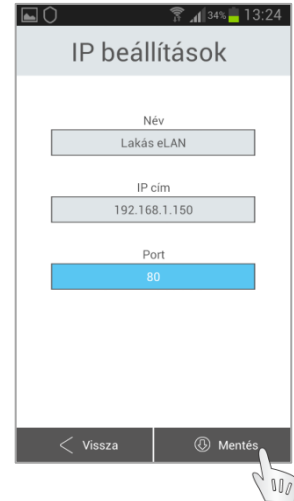 34% 13:24
IP beállítások
Név
Lakás eLAN
IP cím
192.168.1.150
Port
80
Vissza Mentés